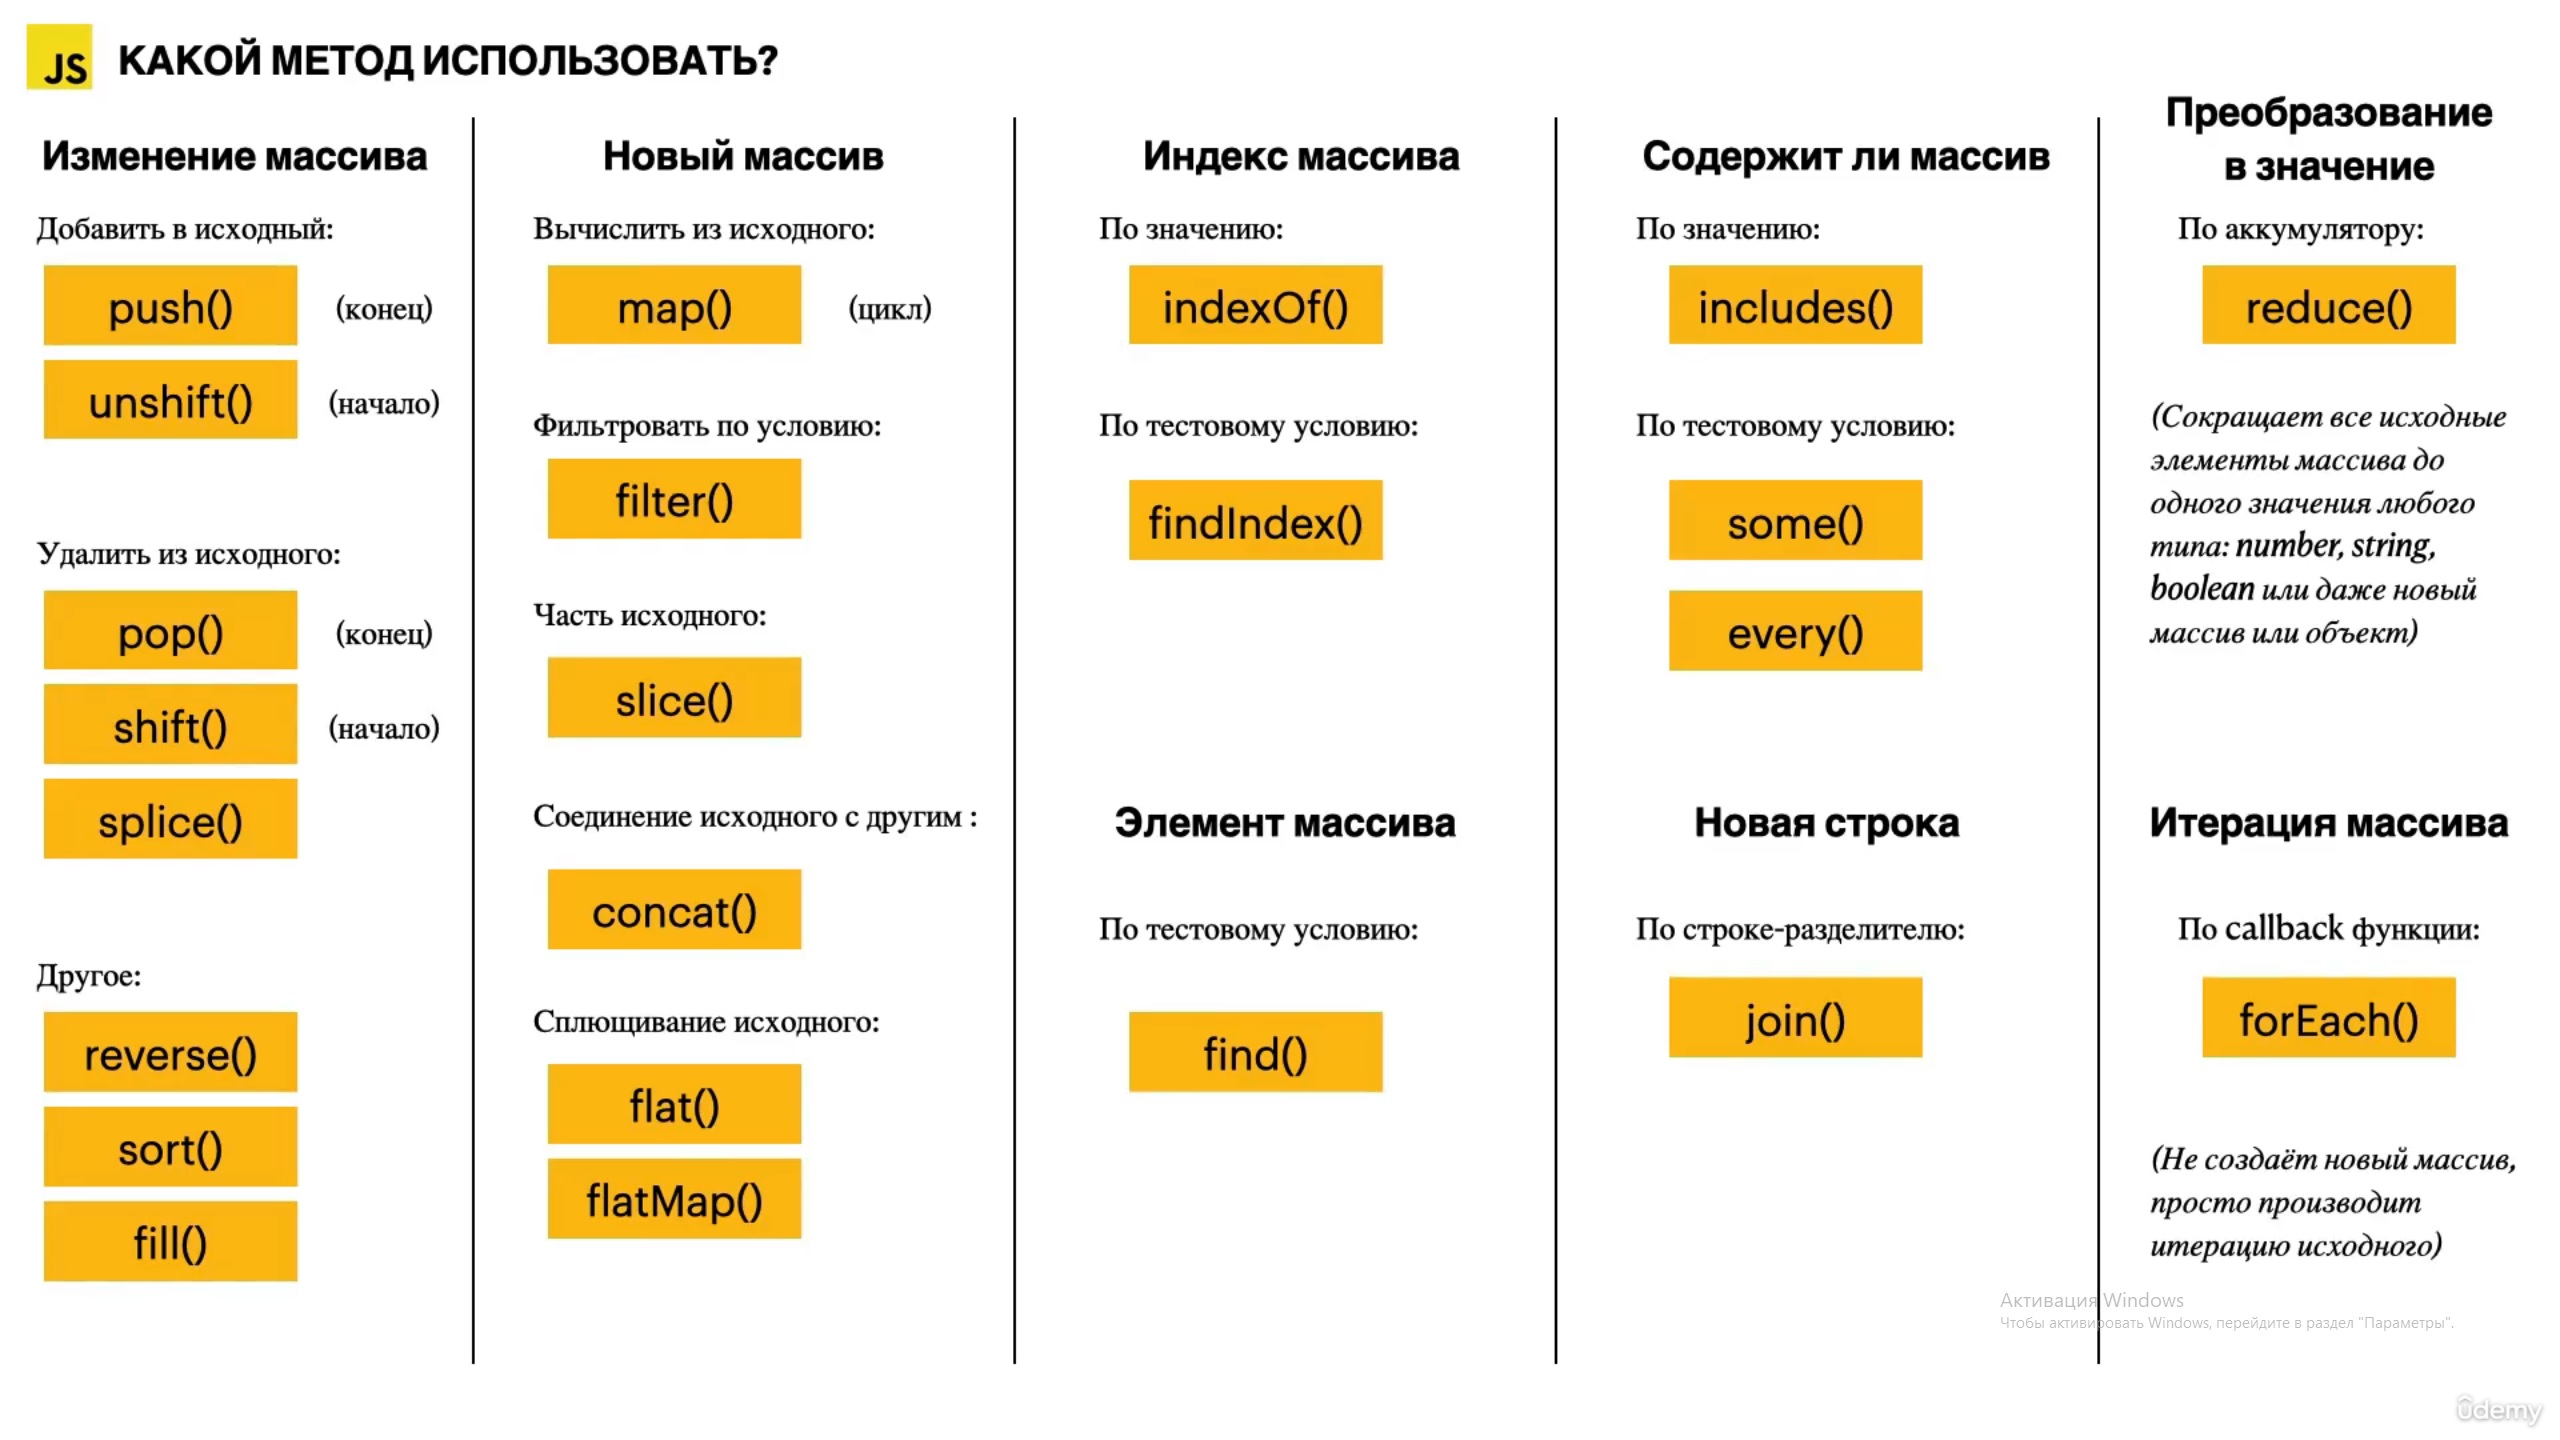 JS КАКОЙ МЕТОД ИСПОЛЬЗОВАТЬ?
Изменение массива
Добавить в исходный:
push() (конец)
unshift() (начало)
Удалить из исходного:
pop() (конец)
shift() (начало)
splice()
Другое:
reverse()
sort()
fill()
Новый массив
Вычислить из исходного:
map() (цикл)
Фильтровать по условию:
filter()
Часть исходного:
slice()
Соединение исходного с другим :
concat()
Сплющивание исходного:
flat()
flatMap()
Индекс массива
По значению:
indexOf()
По тестовому условию:
findIndex()
Элемент массива
По тестовому условию:
find()
Содержит ли массив
По значению:
includes()
По тестовому условию:
some()
every()
Новая строка
По строке-разделителю:
join()
Преобразование
в значение
По аккумулятору:
reduce()
(Сокращает все исходные
элементы массива до
одного значения любого
типа: number, string,
boolean или даже новый
массив или объект)
Итерация массива
По callback функции:
forEach()
(Не создаёт новый массив,
просто производит
итерацию исходного)
Активация Windows
Чтобы активировать Windows, перейдите в раздел "Параметры".
ûdemy